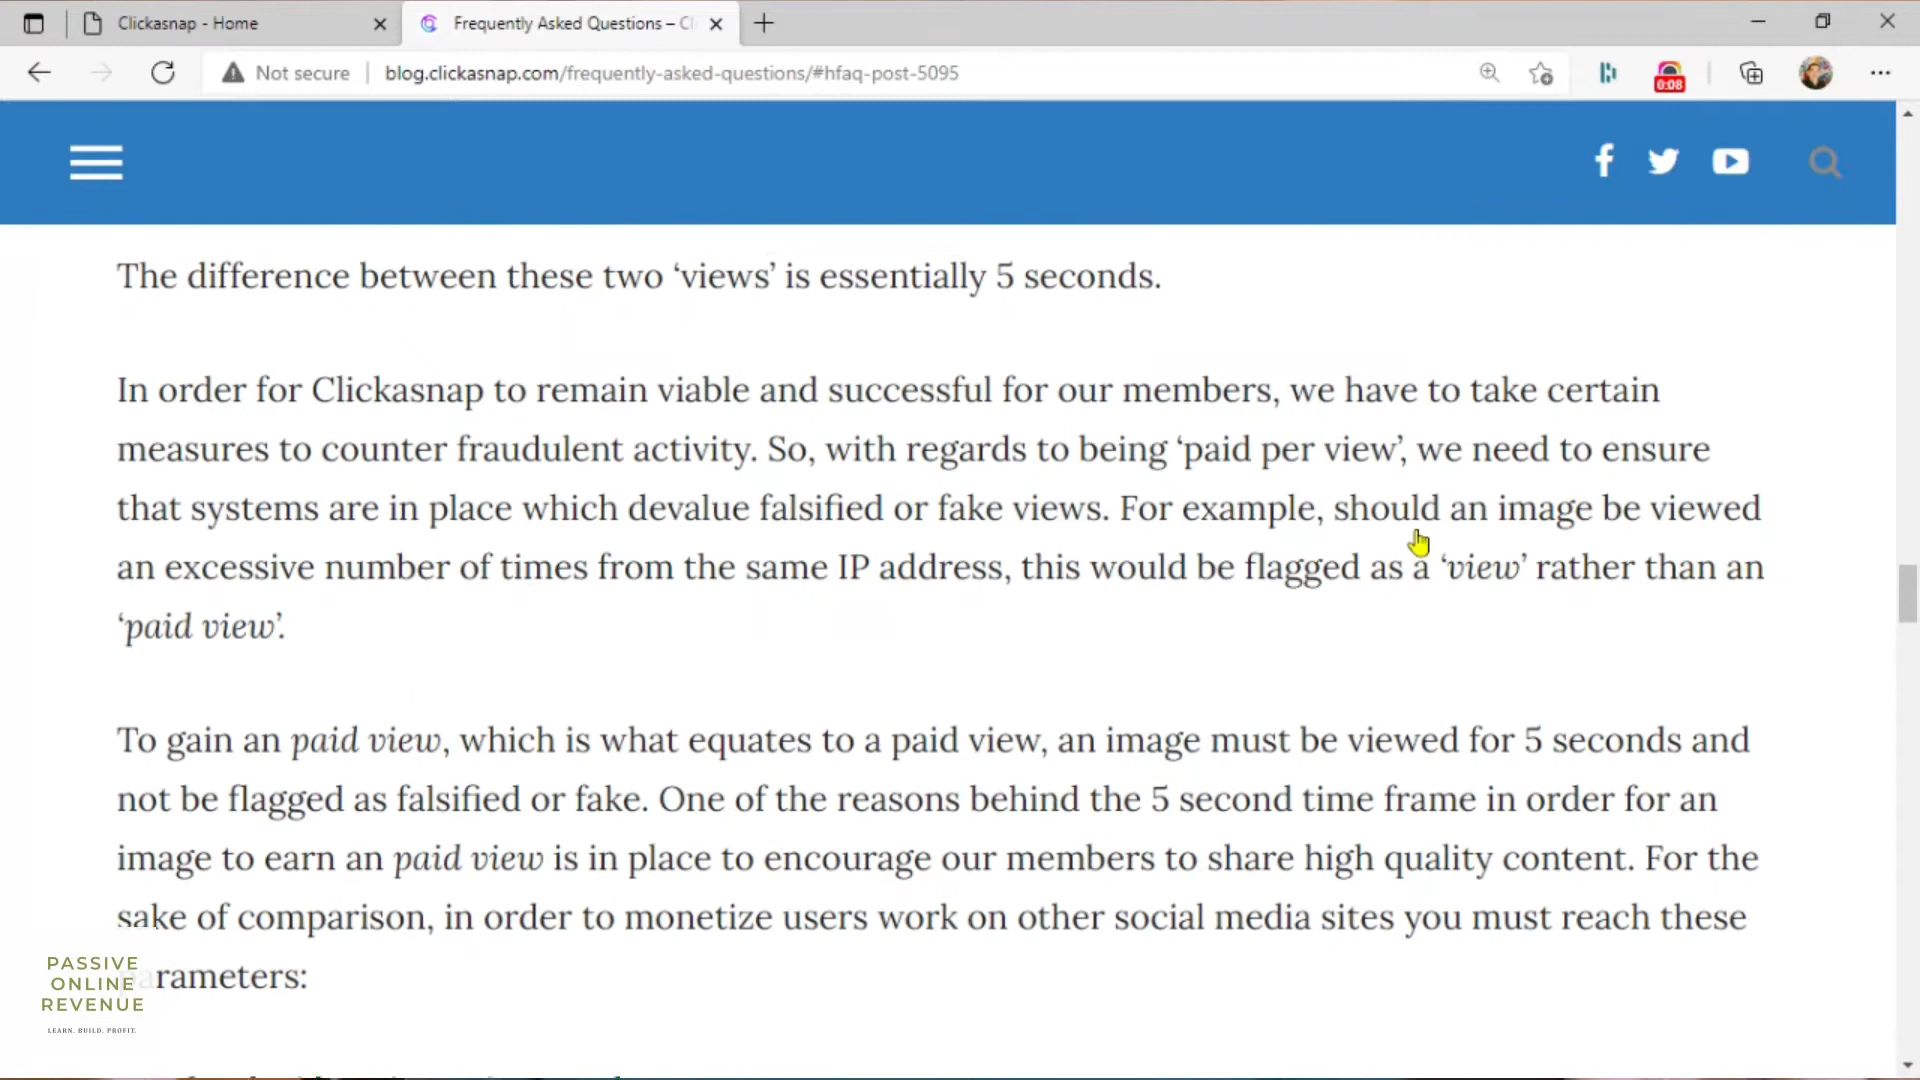 Clickasnap - Home
Frequently Asked Questions – Cl
Not secure
blog.clickasnap.com/frequently-asked-questions/#hfaq-post-5095
0:08
The difference between these two ‘views’ is essentially 5 seconds.
In order for Clickasnap to remain viable and successful for our members, we have to take certain
measures to counter fraudulent activity. So, with regards to being ‘paid per view’, we need to ensure
that systems are in place which devalue falsified or fake views. For example, should an image be viewed
an excessive number of times from the same IP address, this would be flagged as a ‘view’ rather than an
‘paid view’.
To gain an paid view, which is what equates to a paid view, an image must be viewed for 5 seconds and
not be flagged as falsified or fake. One of the reasons behind the 5 second time frame in order for an
image to earn an paid view is in place to encourage our members to share high quality content. For the
sake of comparison, in order to monetize users work on other social media sites you must reach these
parameters:
PASSIVE
ONLINE
REVENUE
LEARN. BUILD. PROFIT.